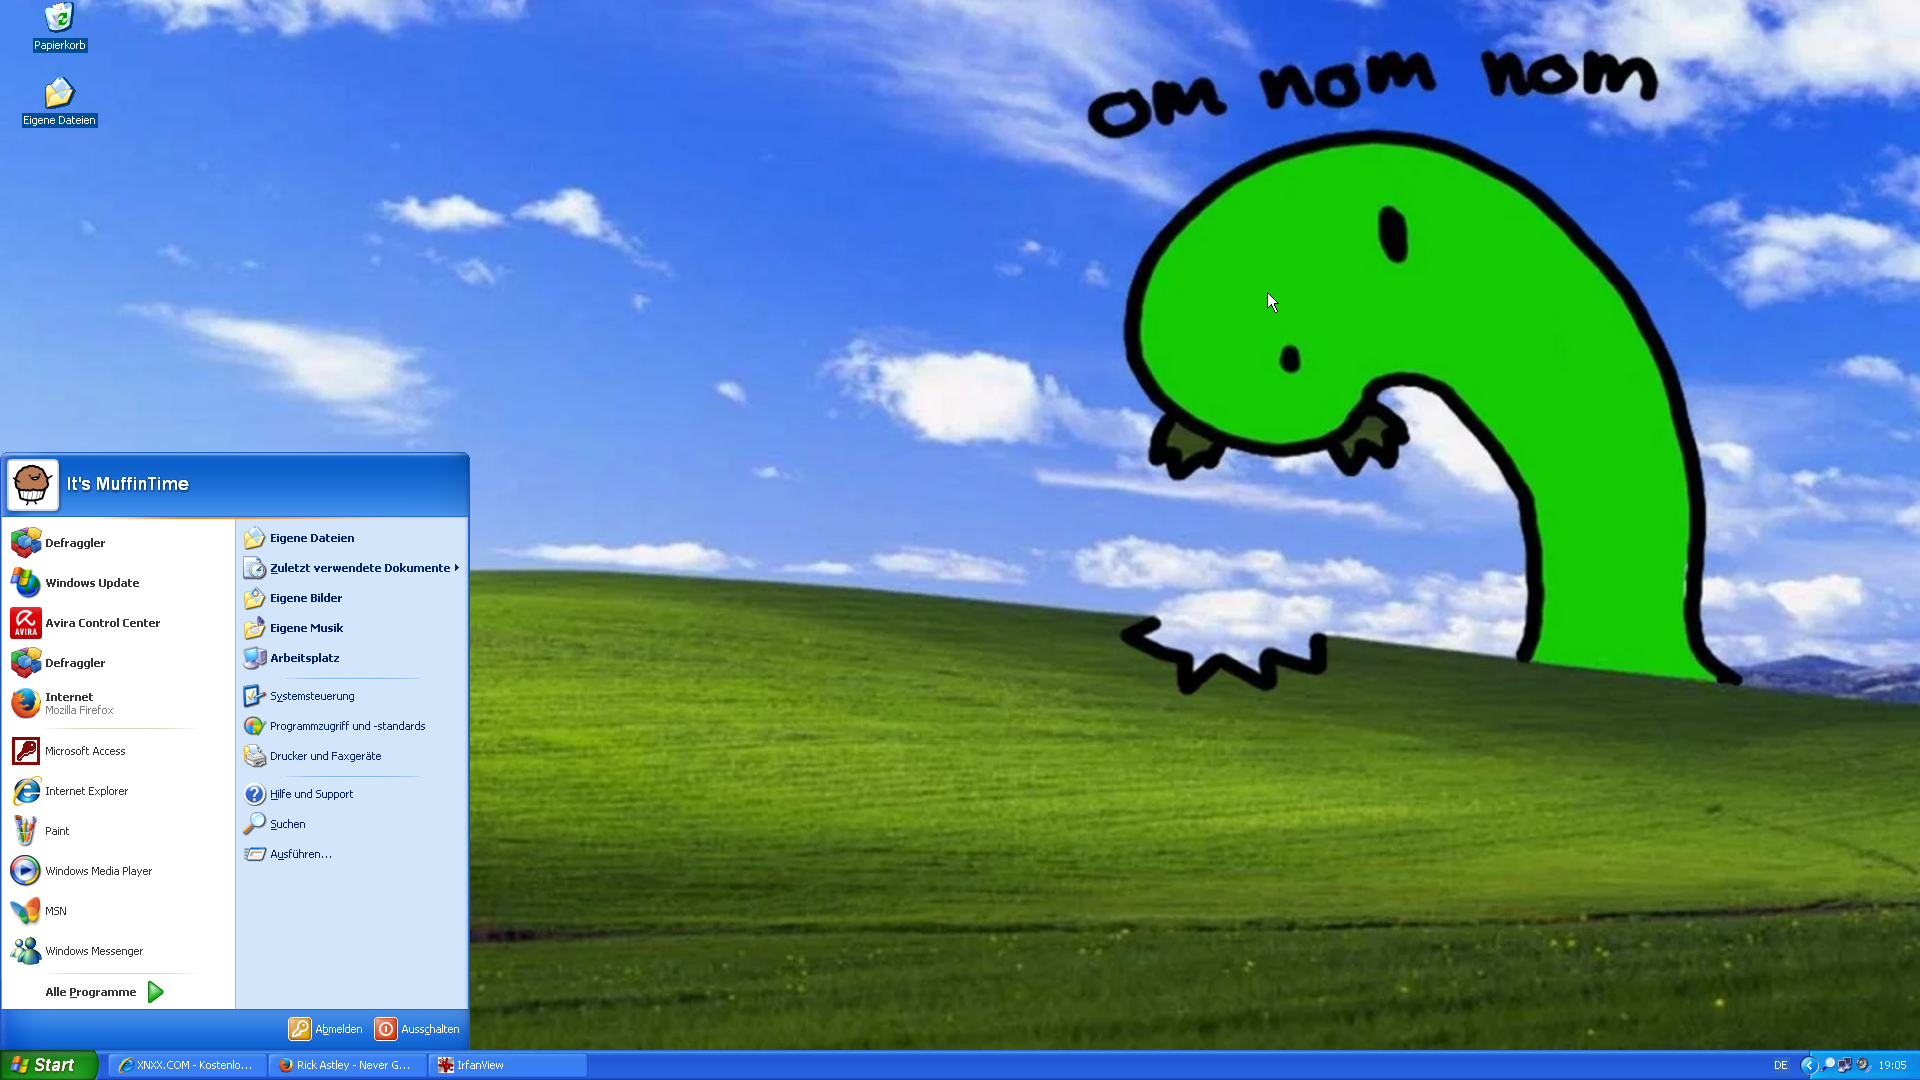 Papierkorb
Eigene Dateien
om nom nom
It's MuffinTime
Defraggler
Windows Update
AVIRA
Avira Control Center
Defraggler
Internet
Mozilla Firefox
Microsoft Access
Internet Explorer
Paint
Windows Media Player
MSN
Windows Messenger
Alle Programme
Eigene Dateien
Zuletzt verwendete Dokumente
Eigene Bilder
Eigene Musik
Arbeitsplatz
Systemsteuerung
Programmzugriff und -standards
Drucker und Faxgeräte
Hilfe und Support
Suchen
Ausführen...
Abmelden
Ausschalten
Start
XNXX.COM - Kostenlo...
Rick Astley - Never G...
IrfanView
DE
19:05